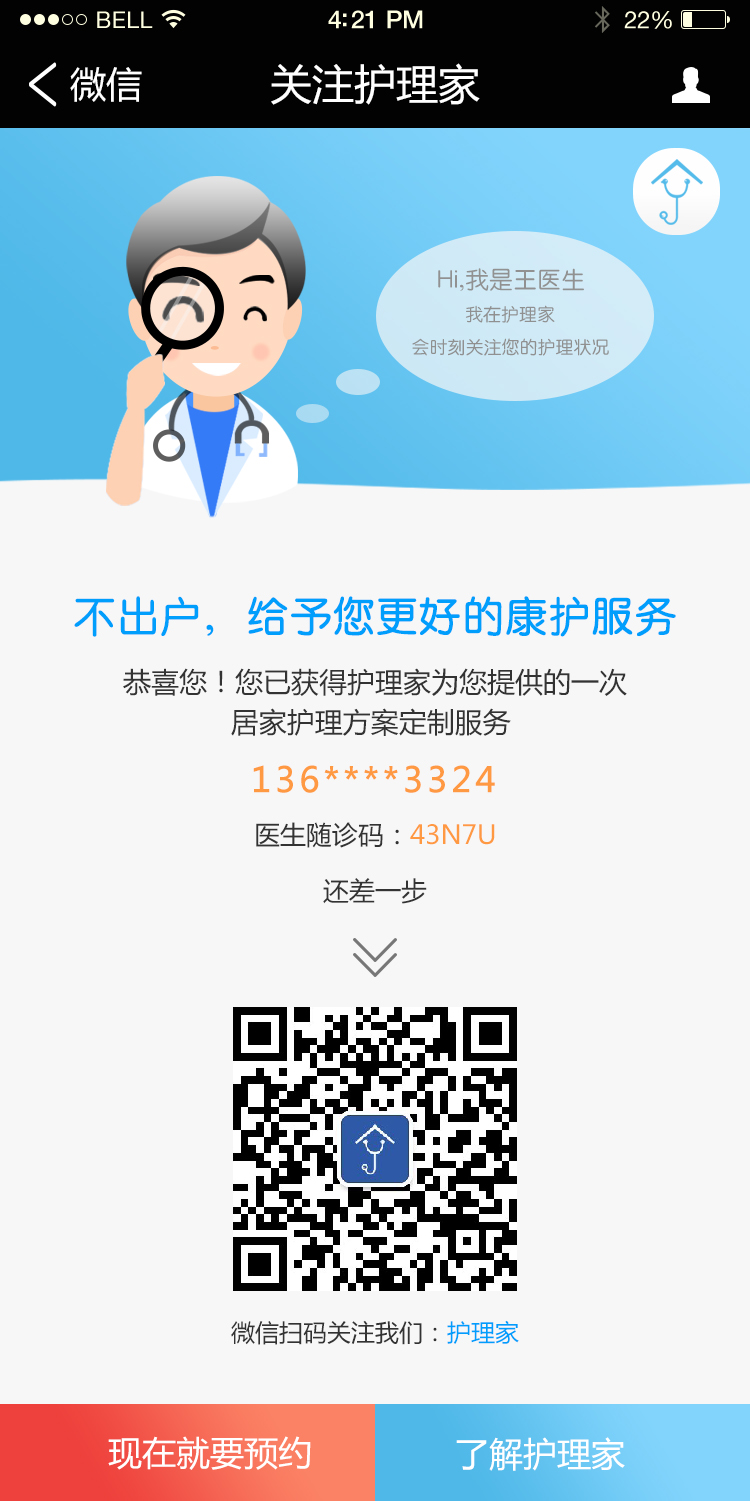 BELL 4:21 PM 22%
微信 关注护理家
Hi,我是王医生
我在护理家
会时刻关注您的护理状况
不出户，给予您更好的康护服务
恭喜您！您已获得护理家为您提供的一次
居家护理方案定制服务
136****3324
医生随诊码：43N7U
还差一步
微信扫码关注我们：护理家
现在就要预约 了解护理家